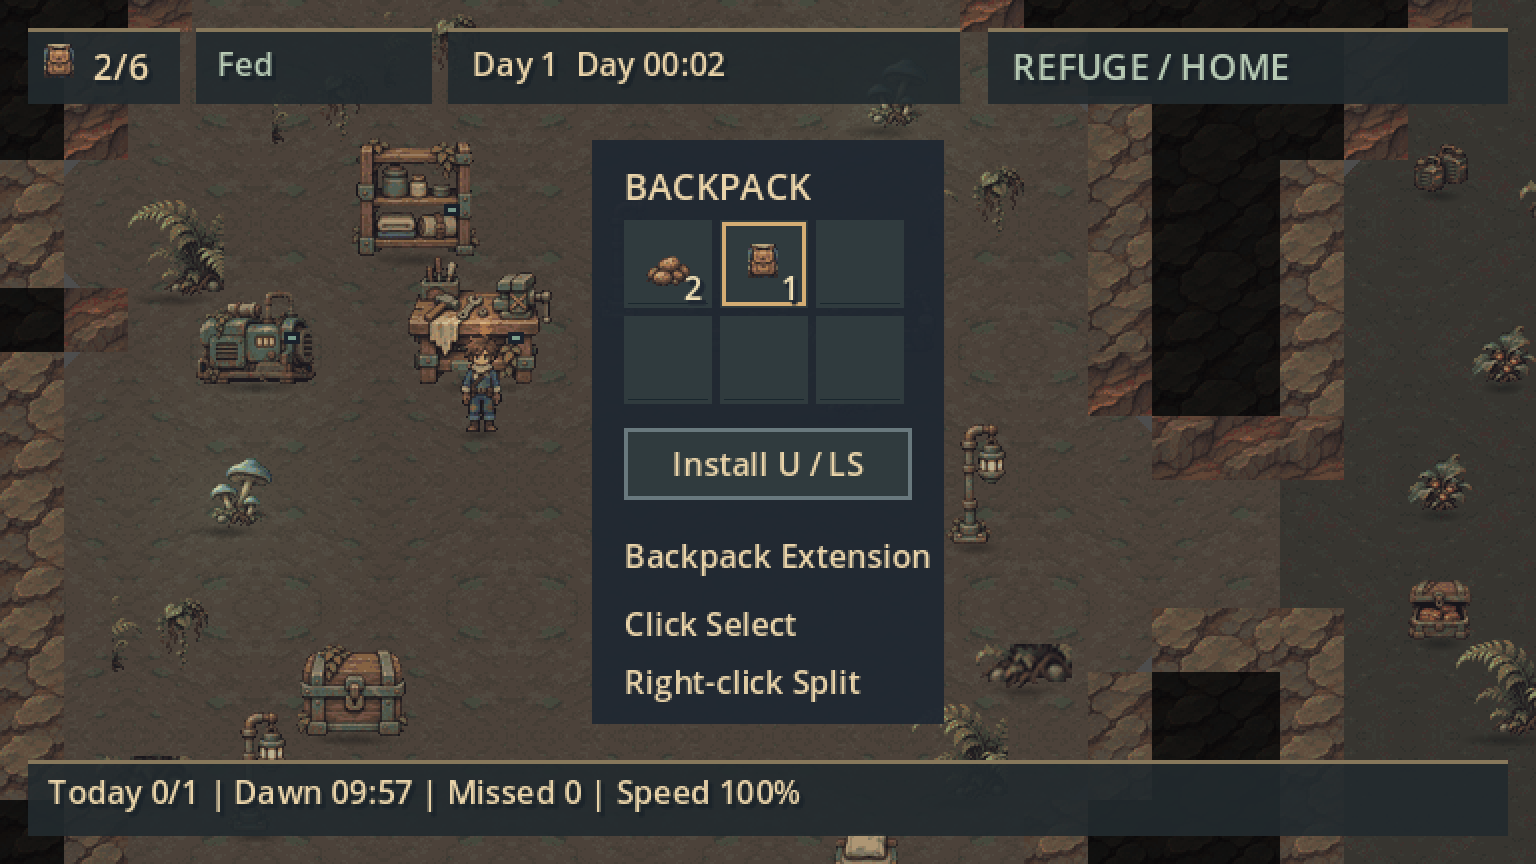 2/6
Fed
Day 1 Day 00:02
REFUGE / HOME
BACKPACK
2
1
Install U / LS
Backpack Extension
Click Select
Right-click Split
Today 0/1 | Dawn 09:57 | Missed 0 | Speed 100%